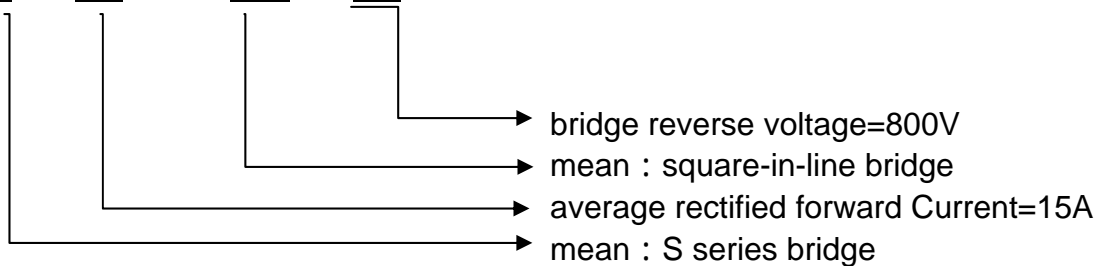 bridge reverse voltage=800V
mean：square-in-line bridge
average rectified forward Current=15A
mean：S series bridge